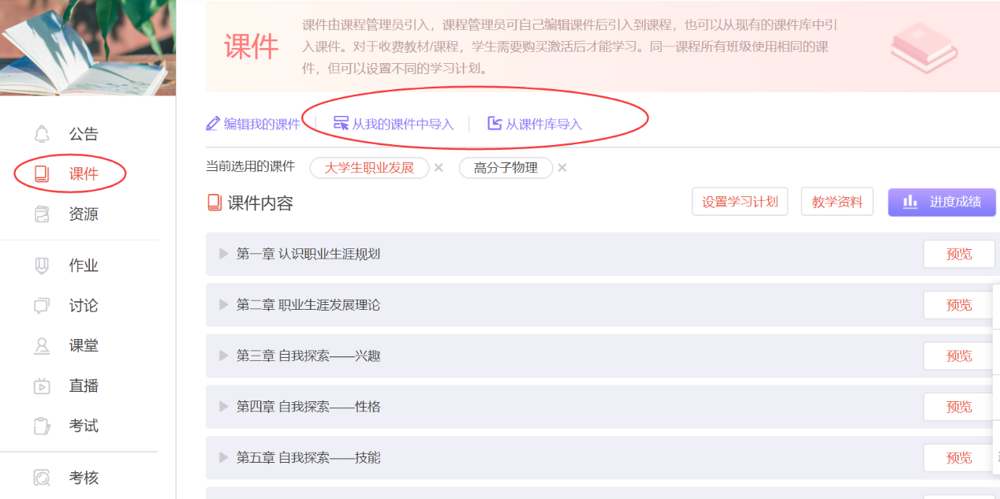 课件
课件由课程管理员引入，课程管理员可自己编辑课件后引入到课程，也可以从现有的课件库中引
入课件。对于收费教材/课程，学生需要购买激活后才能学习。同一课程所有班级使用相同的课
件，但可以设置不同的学习计划。
公告
课件
资源
作业
讨论
课堂
直播
考试
考核
编辑我的课件 从我的课件中导入 从课件库导入
当前选用的课件 大学生职业发展 × 高分子物理 ×
课件内容 设置学习计划 教学资料 进度成绩
第一章 认识职业生涯规划 预览
第二章 职业生涯发展理论 预览
第三章 自我探索——兴趣 预览
第四章 自我探索——性格 预览
第五章 自我探索——技能 预览